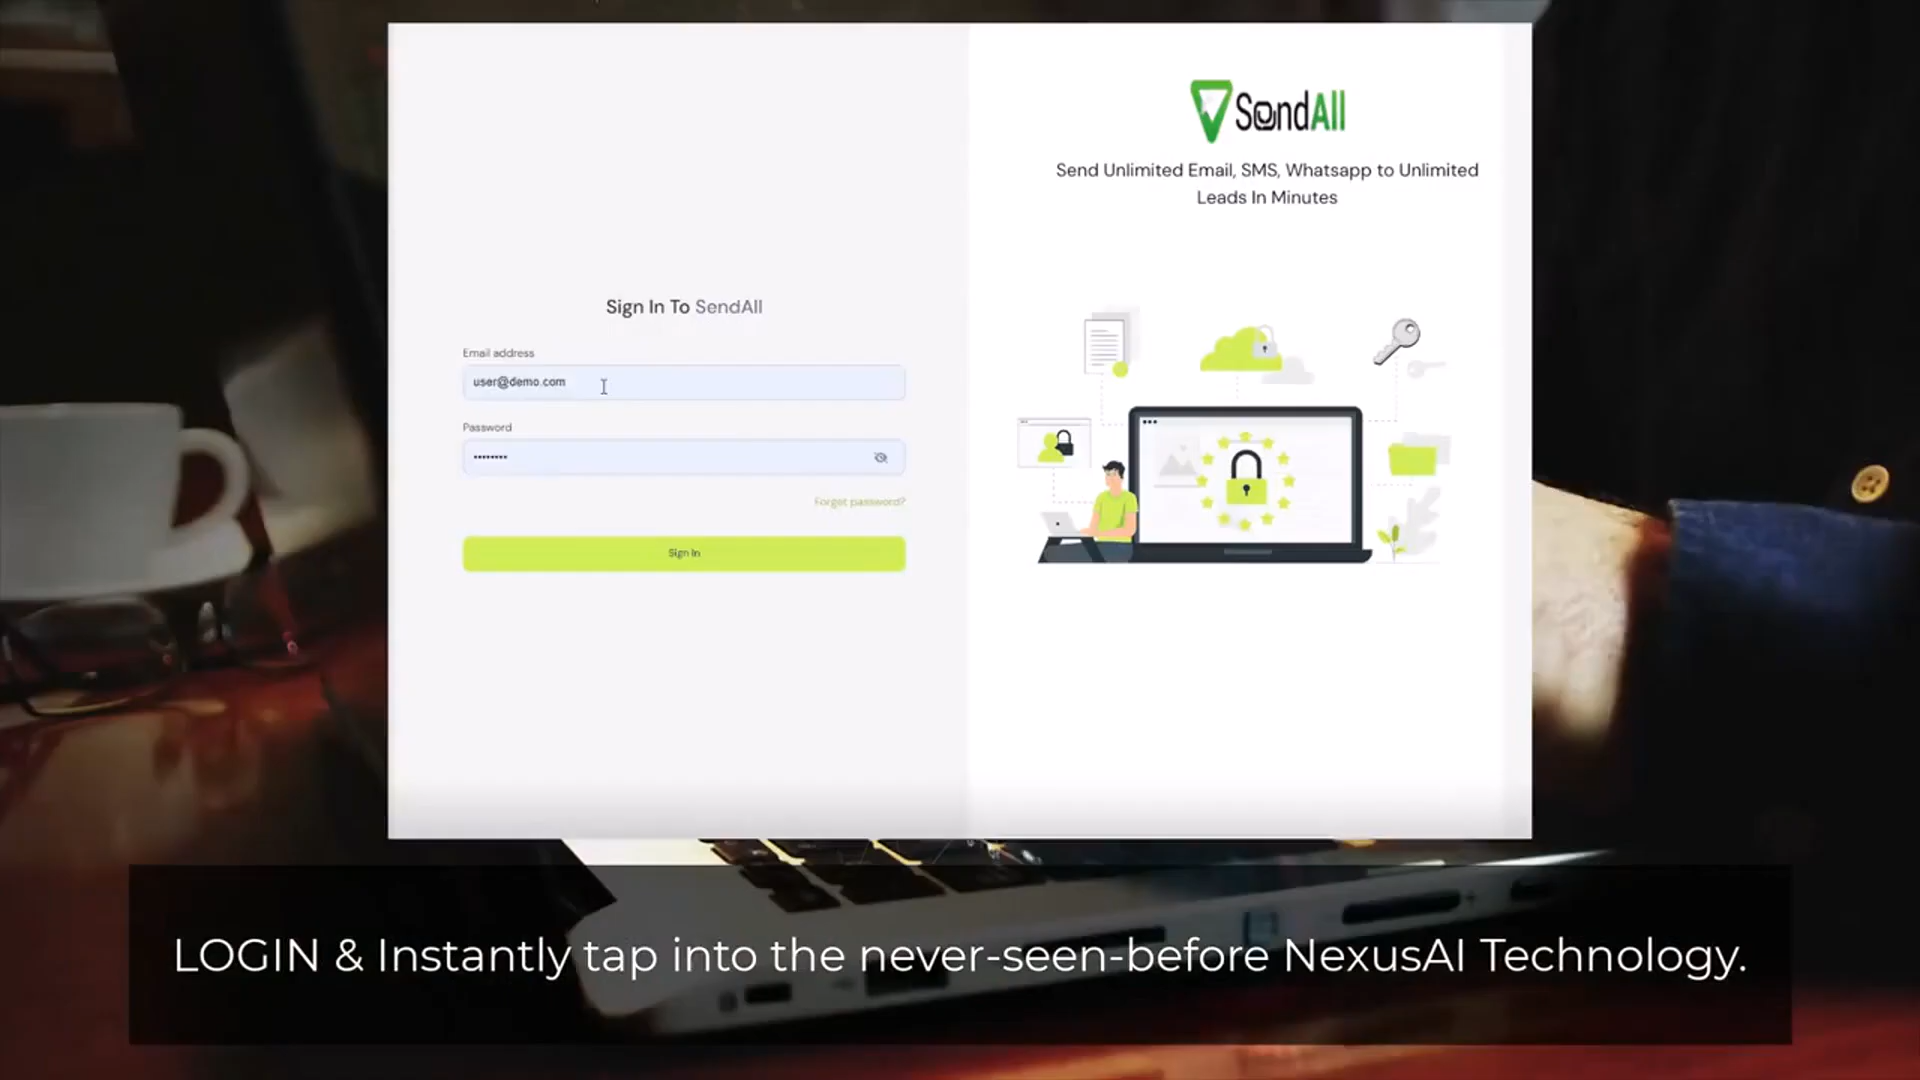 SendAll
Send Unlimited Email, SMS, Whatsapp to Unlimited
Leads In Minutes
Sign In To SendAll
Email address
user@demo.com
Password
••••••••
Forgot password?
Sign In
LOGIN & Instantly tap into the never-seen-before NexusAI Technology.